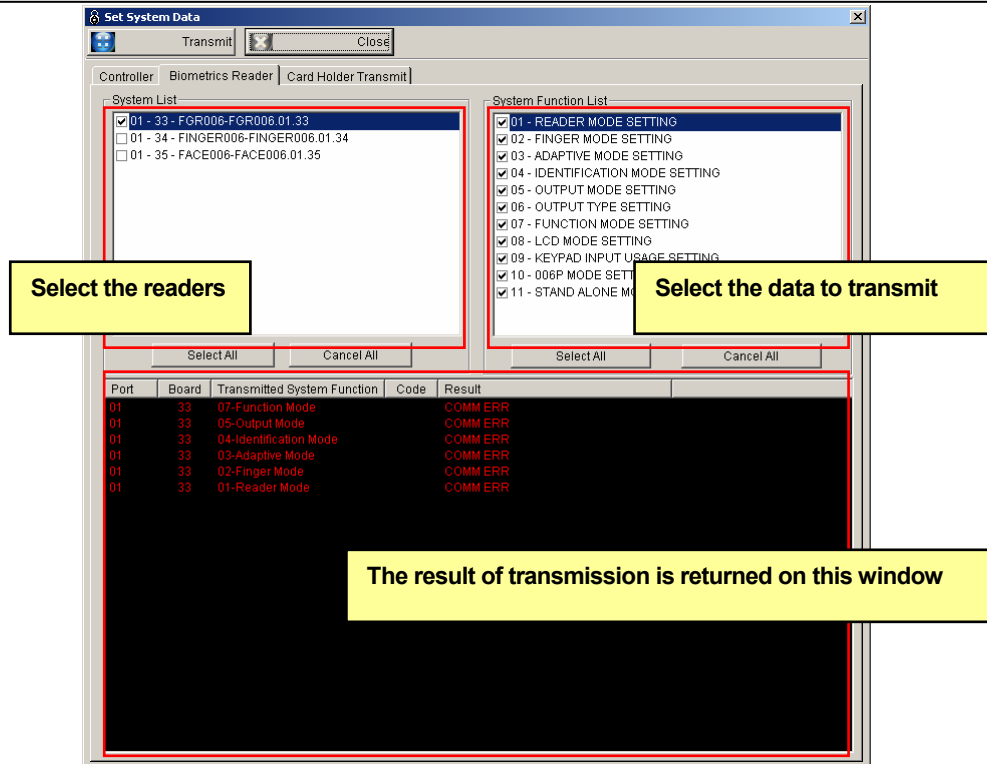 Set System Data
Transmit
Close
Controller
Biometrics Reader
Card Holder Transmit
System List
01 - 33 - FGR006-FGR006.01.33
01 - 34 - FINGER006-FINGER006.01.34
01 - 35 - FACE006-FACE006.01.35
Select the readers
Select All
Cancel All
System Function List
01 - READER MODE SETTING
02 - FINGER MODE SETTING
03 - ADAPTIVE MODE SETTING
04 - IDENTIFICATION MODE SETTING
05 - OUTPUT MODE SETTING
06 - OUTPUT TYPE SETTING
07 - FUNCTION MODE SETTING
08 - LCD MODE SETTING
09 - KEYPAD INPUT USAGE SETTING
10 - 006P MODE SETT
11 - STAND ALONE MO
Select the data to transmit
Select All
Cancel All
Port Board Transmitted System Function Code Result
01 33 07-Function Mode COMM ERR
01 33 05-Output Mode COMM ERR
01 33 04-Identification Mode COMM ERR
01 33 03-Adaptive Mode COMM ERR
01 33 02-Finger Mode COMM ERR
01 33 01-Reader Mode COMM ERR
The result of transmission is returned on this window